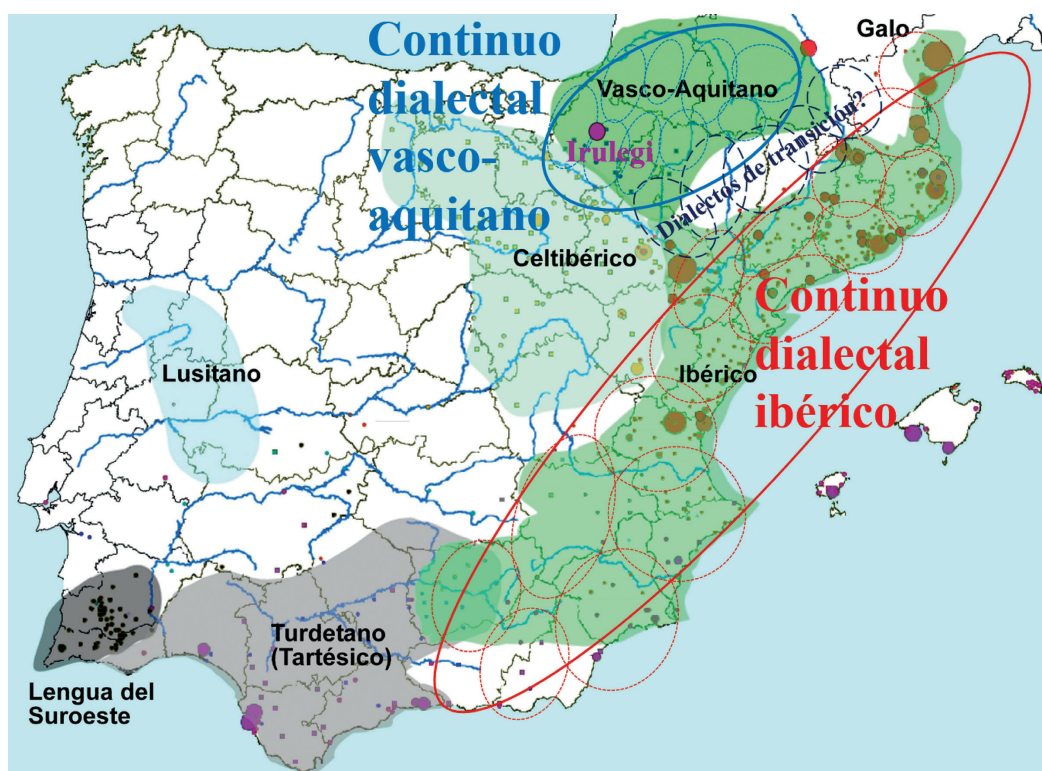 Continuo
dialectal
vasco-
aquitano
Galo
Vasco-Aquitano
Irulegi
Dialectos de transición?
Celtibérico
Continuo
dialectal
ibérico
Lusitano
Ibérico
Turdetano
(Tartésico)
Lengua del
Suroeste